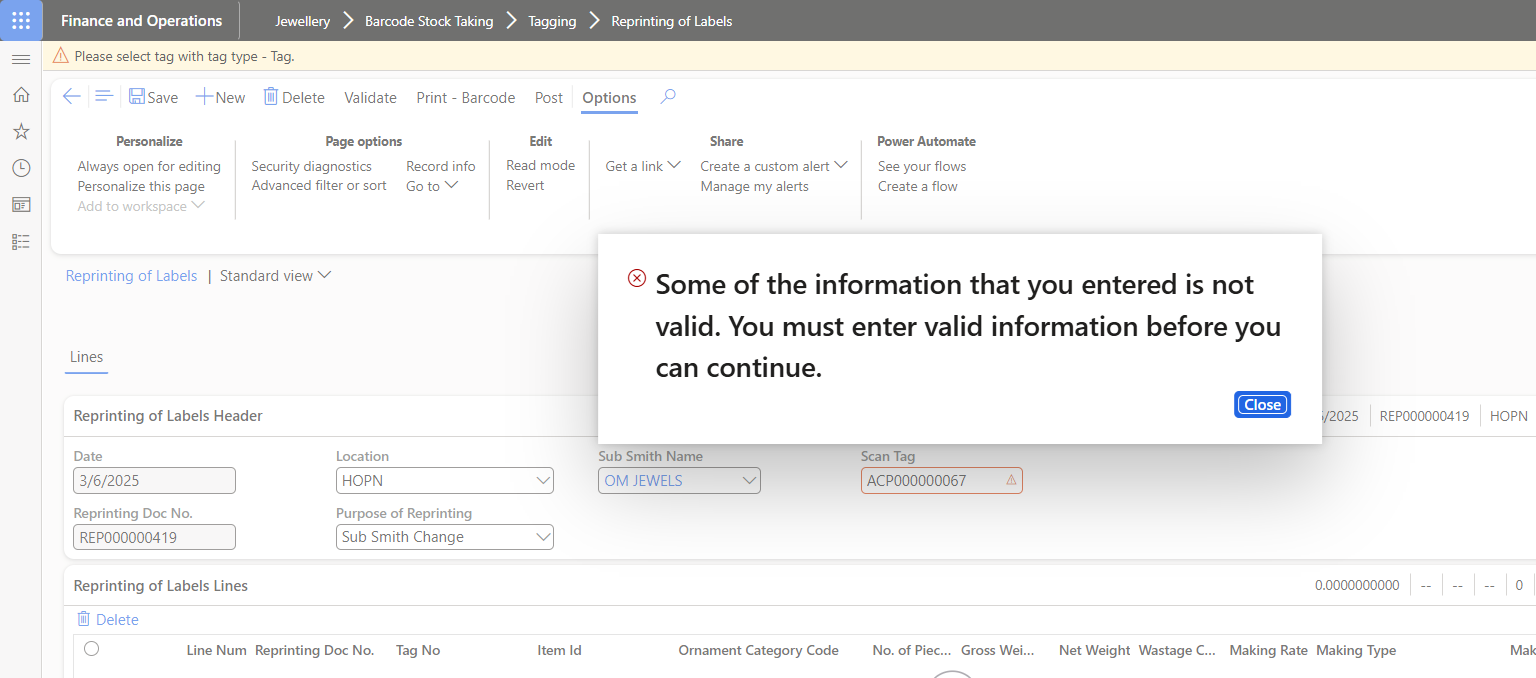 Finance and Operations
Jewellery Barcode Stock Taking Tagging Reprinting of Labels
Please select tag with tag type - Tag.
Save New Delete Validate Print - Barcode Post Options
Personalize
Always open for editing
Personalize this page
Add to workspace
Page options
Security diagnostics Record info
Advanced filter or sort Go to
Edit
Read mode
Revert
Share
Get a link Create a custom alert
Manage my alerts
Power Automate
See your flows
Create a flow
Reprinting of Labels | Standard view
Some of the information that you entered is not
valid. You must enter valid information before you
can continue.
Close
Lines
Reprinting of Labels Header
/2025 REP000000419 HOPN
Date Location Sub Smith Name Scan Tag
3/6/2025 HOPN OM JEWELS ACP000000067
Reprinting Doc No. Purpose of Reprinting
REP000000419 Sub Smith Change
Reprinting of Labels Lines 0.0000000000 -- -- -- 0
Delete
Line Num Reprinting Doc No. Tag No Item Id Ornament Category Code No. of Piec... Gross Wei... Net Weight Wastage C... Making Rate Making Type Mak